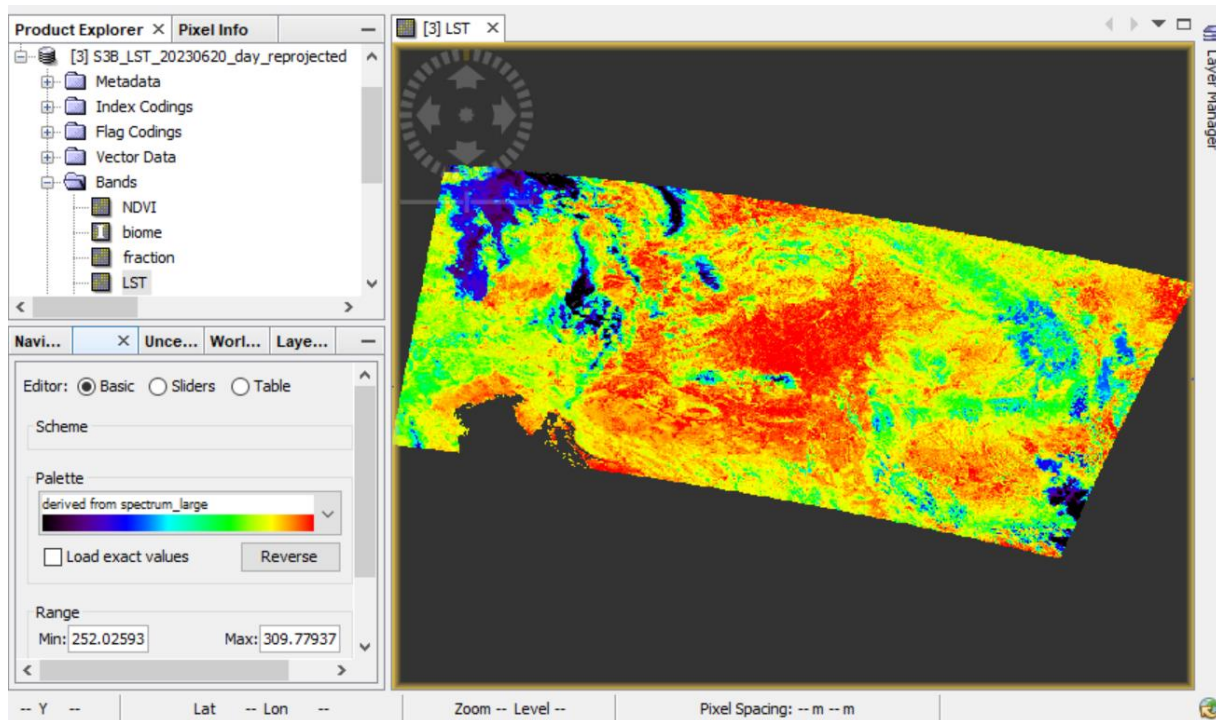 Product Explorer × Pixel Info
[3] S3B_LST_20230620_day_reprojected
Metadata
Index Codings
Flag Codings
Vector Data
Bands
NDVI
biome
fraction
LST
Navi... × Unce... Worl... Laye...
Editor: Basic Sliders Table
Scheme
Palette
derived from spectrum_large
Load exact values Reverse
Range
Min: 252.02593 Max: 309.77937
[3] LST ×
Layer Manager
-- Y -- Lat -- Lon -- Zoom -- Level -- Pixel Spacing: -- m -- m